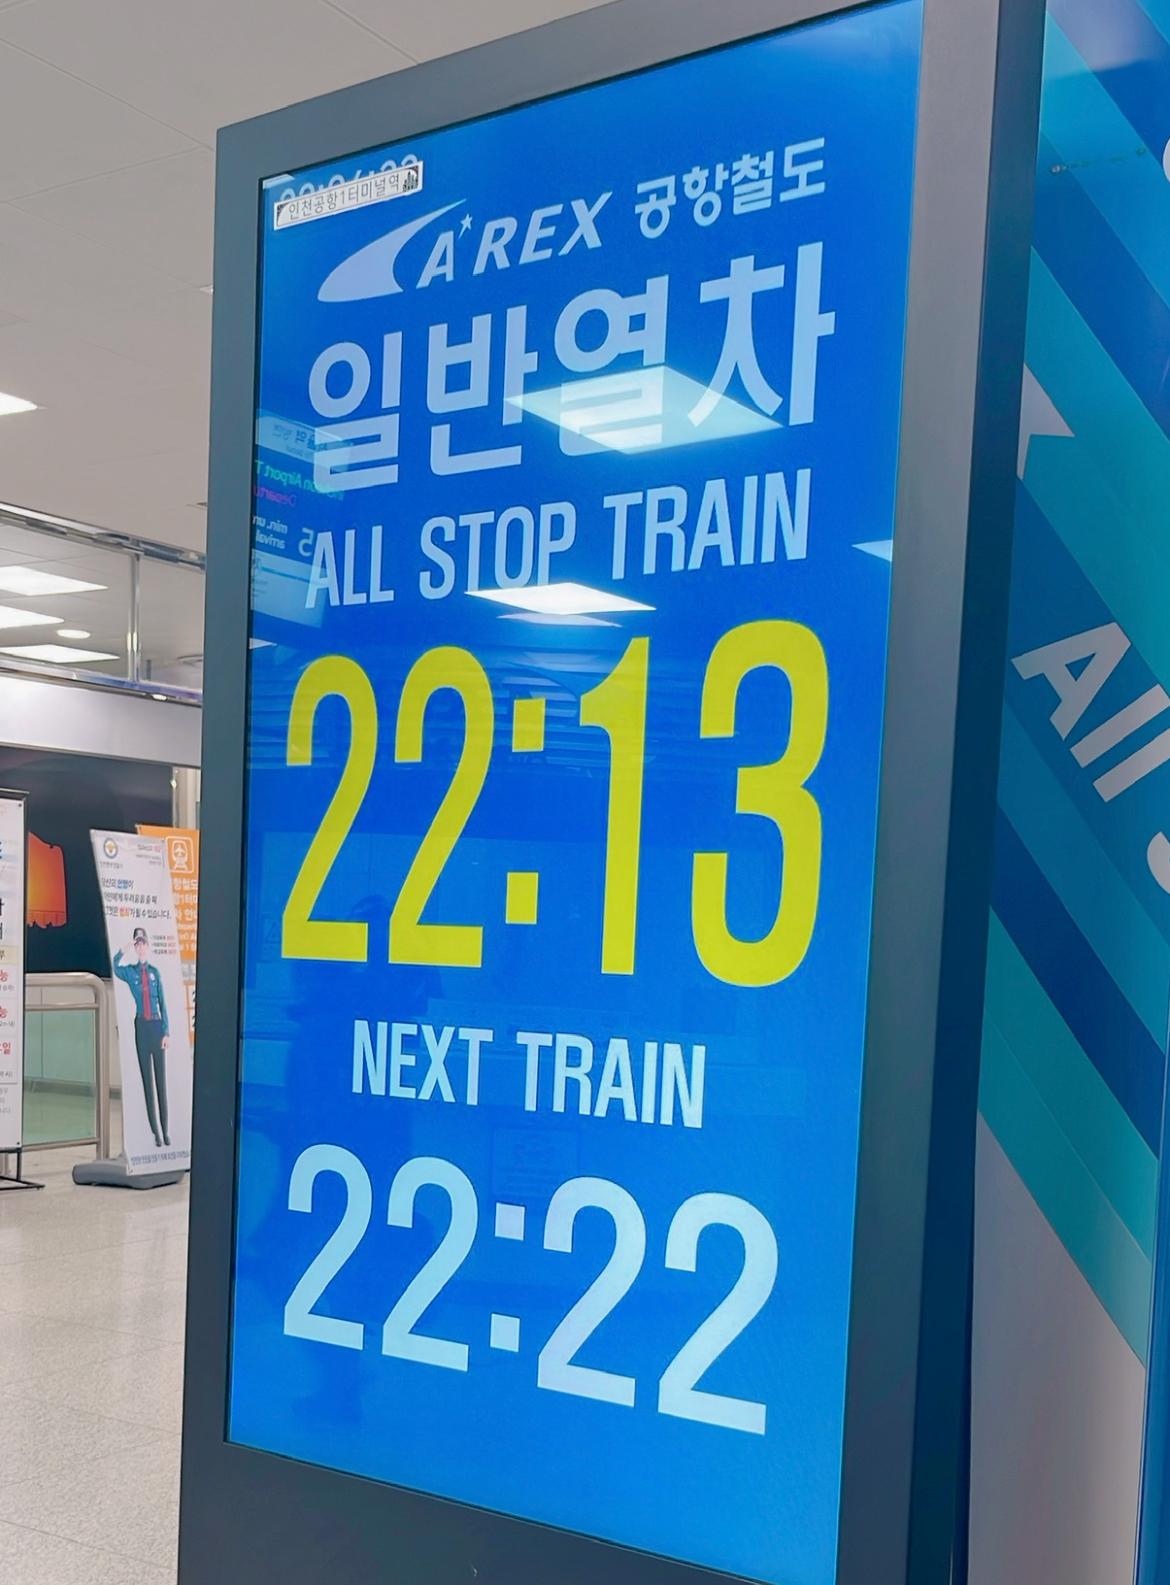 인천공항1터미널역
A'REX 공항철도
일반열차
ALL STOP TRAIN
22:13
NEXT TRAIN
22:22
All